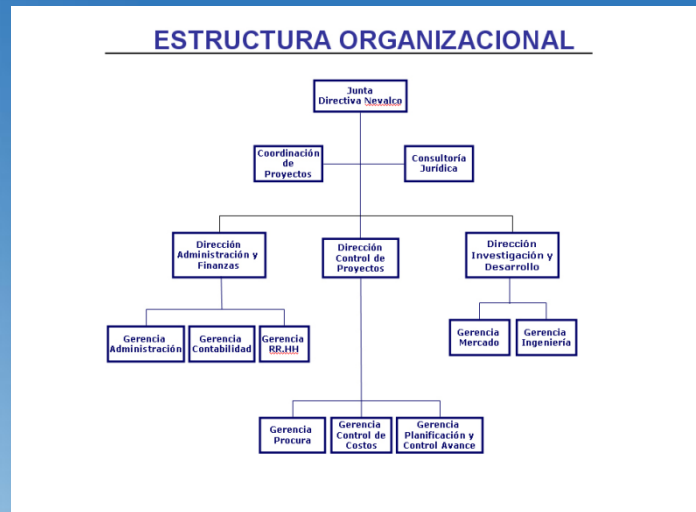 ESTRUCTURA ORGANIZACIONAL
Junta
Directiva Nevalco
Coordinación
de
Proyectos
Consultoría
Jurídica
Dirección
Administración y
Finanzas
Dirección
Control de
Proyectos
Dirección
Investigación y
Desarrollo
Gerencia
Administración
Gerencia
Contabilidad
Gerencia
RR.HH
Gerencia
Mercado
Gerencia
Ingeniería
Gerencia
Procura
Gerencia
Control de
Costos
Gerencia
Planificación y
Control Avance